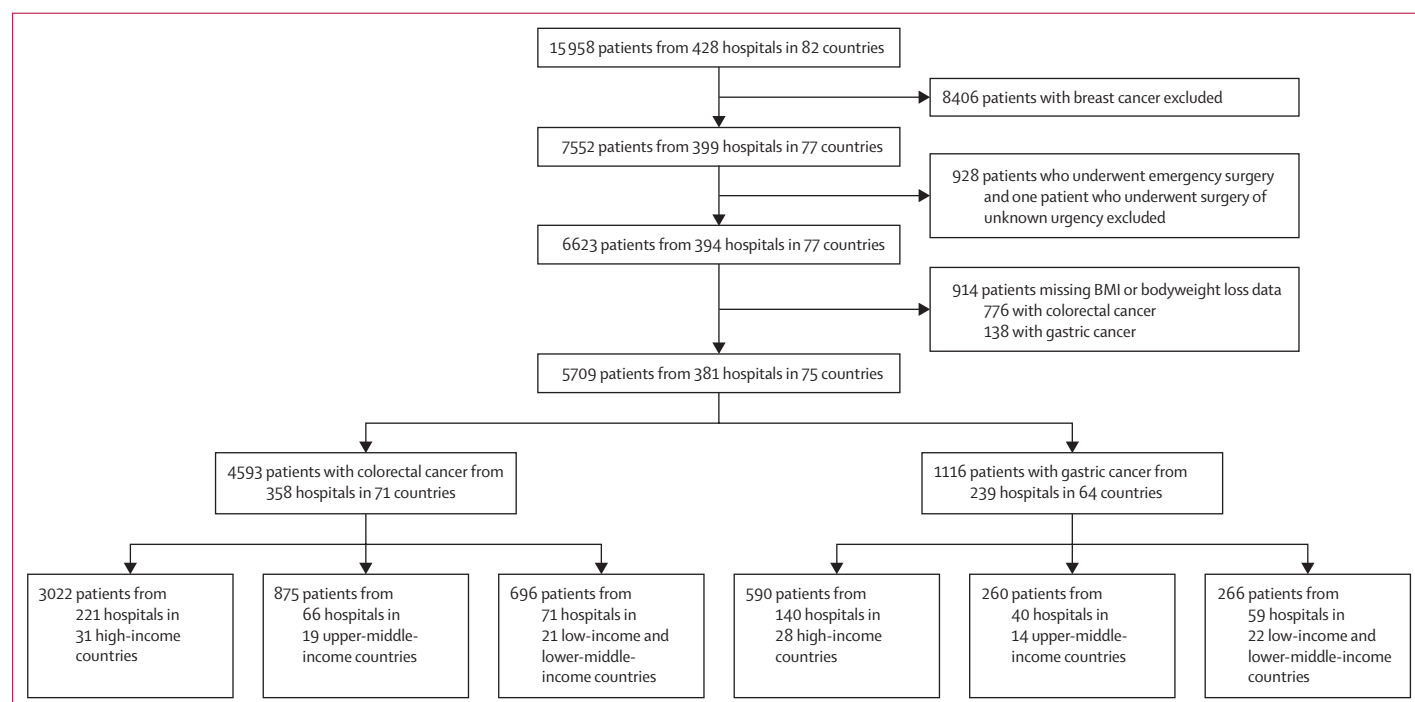 15 958 patients from 428 hospitals in 82 countries
8406 patients with breast cancer excluded
7552 patients from 399 hospitals in 77 countries
928 patients who underwent emergency surgery
and one patient who underwent surgery of
unknown urgency excluded
6623 patients from 394 hospitals in 77 countries
914 patients missing BMI or bodyweight loss data
776 with colorectal cancer
138 with gastric cancer
5709 patients from 381 hospitals in 75 countries
4593 patients with colorectal cancer from
358 hospitals in 71 countries
1116 patients with gastric cancer from
239 hospitals in 64 countries
3022 patients from
221 hospitals in
31 high-income
countries
875 patients from
66 hospitals in
19 upper-middle-
income countries
696 patients from
71 hospitals in
21 low-income and
lower-middle-
income countries
590 patients from
140 hospitals in
28 high-income
countries
260 patients from
40 hospitals in
14 upper-middle-
income countries
266 patients from
59 hospitals in
22 low-income and
lower-middle-income
countries